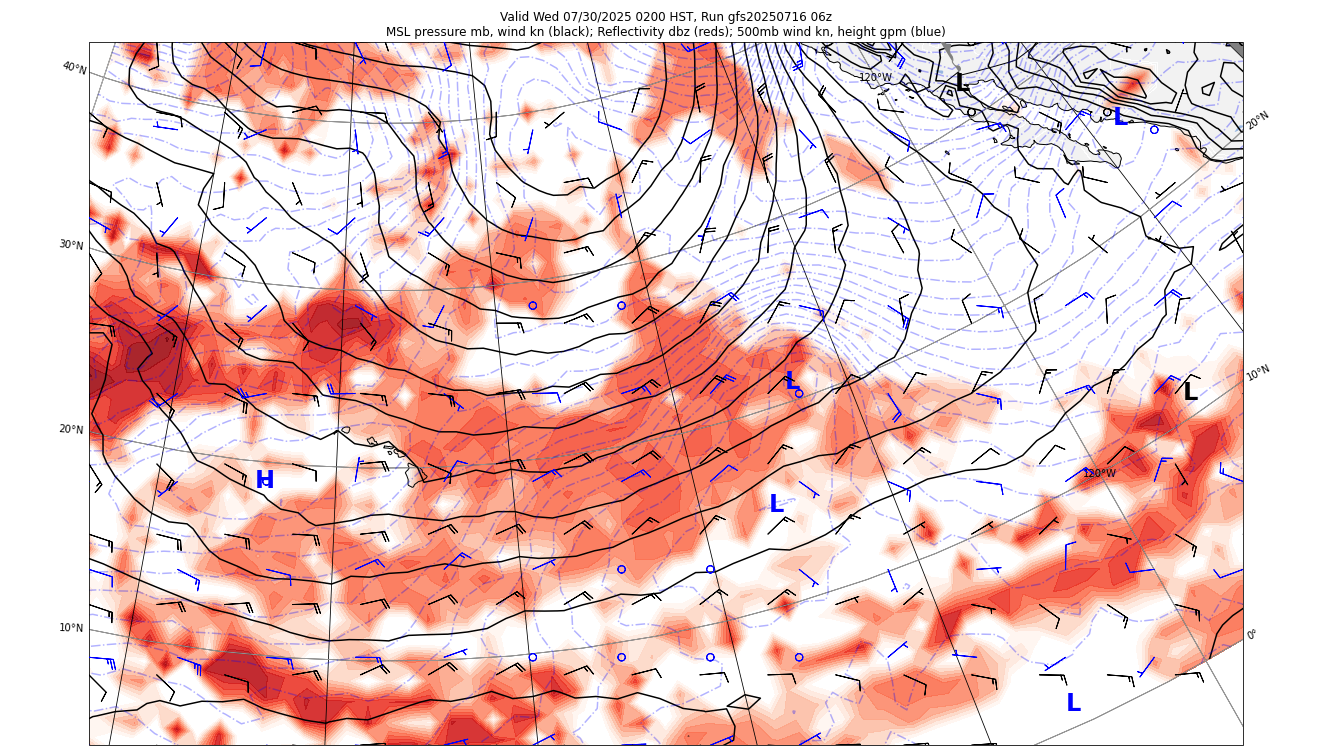 Valid Wed 07/30/2025 0200 HST, Run gfs20250716 06z
MSL pressure mb, wind kn (black); Reflectivity dbz (reds); 500mb wind kn, height gpm (blue)
40°N
120°W
L
L
20°N
30°N
10°N
L
L
20°N
H
120°W
L
10°N
0°
L